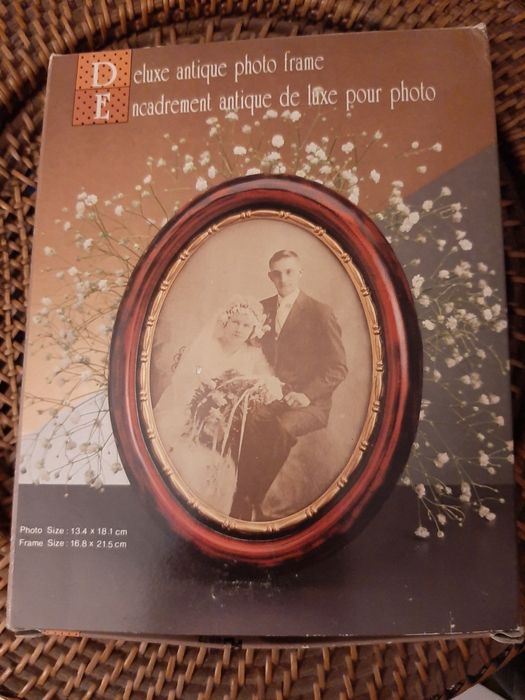 Deluxe antique photo frame
Encadrement antique de luxe pour photo
Photo Size : 13.4 x 18.1 cm
Frame Size : 16.8 x 21.5 cm